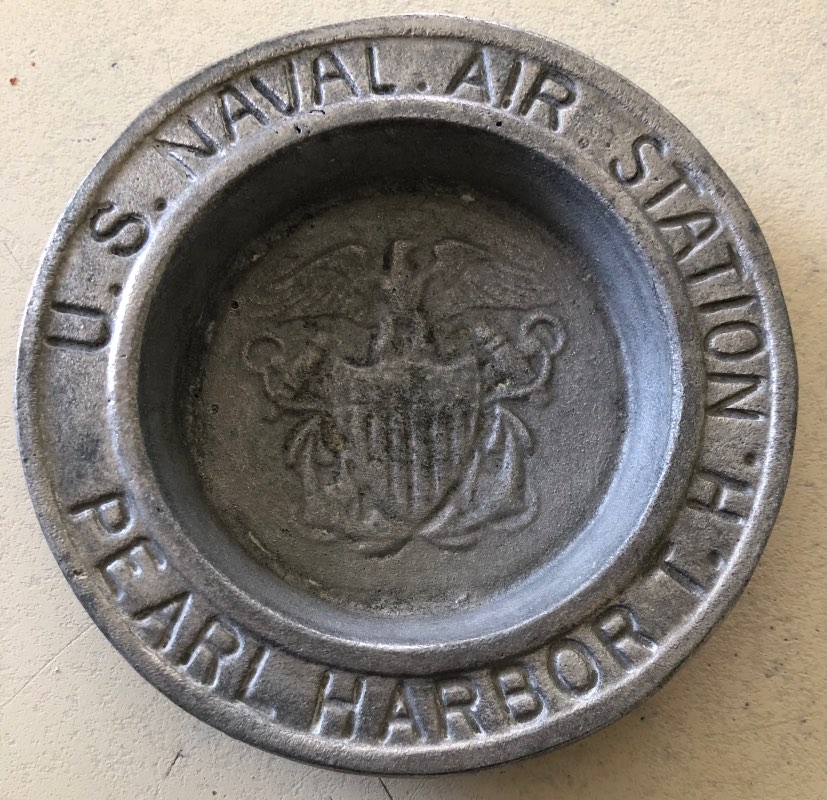 U.S. NAVAL. AIR STATION
PEARL HARBOR T.H.